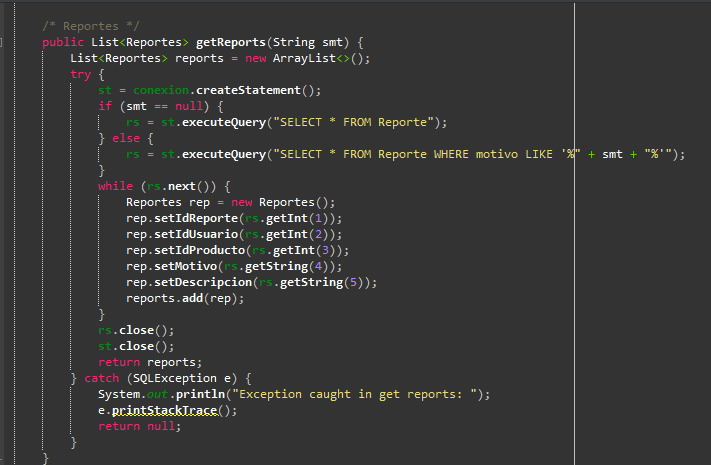 /* Reportes */
public List<Reportes> getReports(String smt) {
List<Reportes> reports = new ArrayList<>();
try {
st = conexion.createStatement();
if (smt == null) {
rs = st.executeQuery("SELECT * FROM Reporte");
} else {
rs = st.executeQuery("SELECT * FROM Reporte WHERE motivo LIKE '%" + smt + "%'");
}
while (rs.next()) {
Reportes rep = new Reportes();
rep.setIdReporte(rs.getInt(1));
rep.setIdUsuario(rs.getInt(2));
rep.setIdProducto(rs.getInt(3));
rep.setMotivo(rs.getString(4));
rep.setDescripcion(rs.getString(5));
reports.add(rep);
}
rs.close();
st.close();
return reports;
} catch (SQLException e) {
System.out.println("Exception caught in get reports: ");
e.printStackTrace();
return null;
}
}